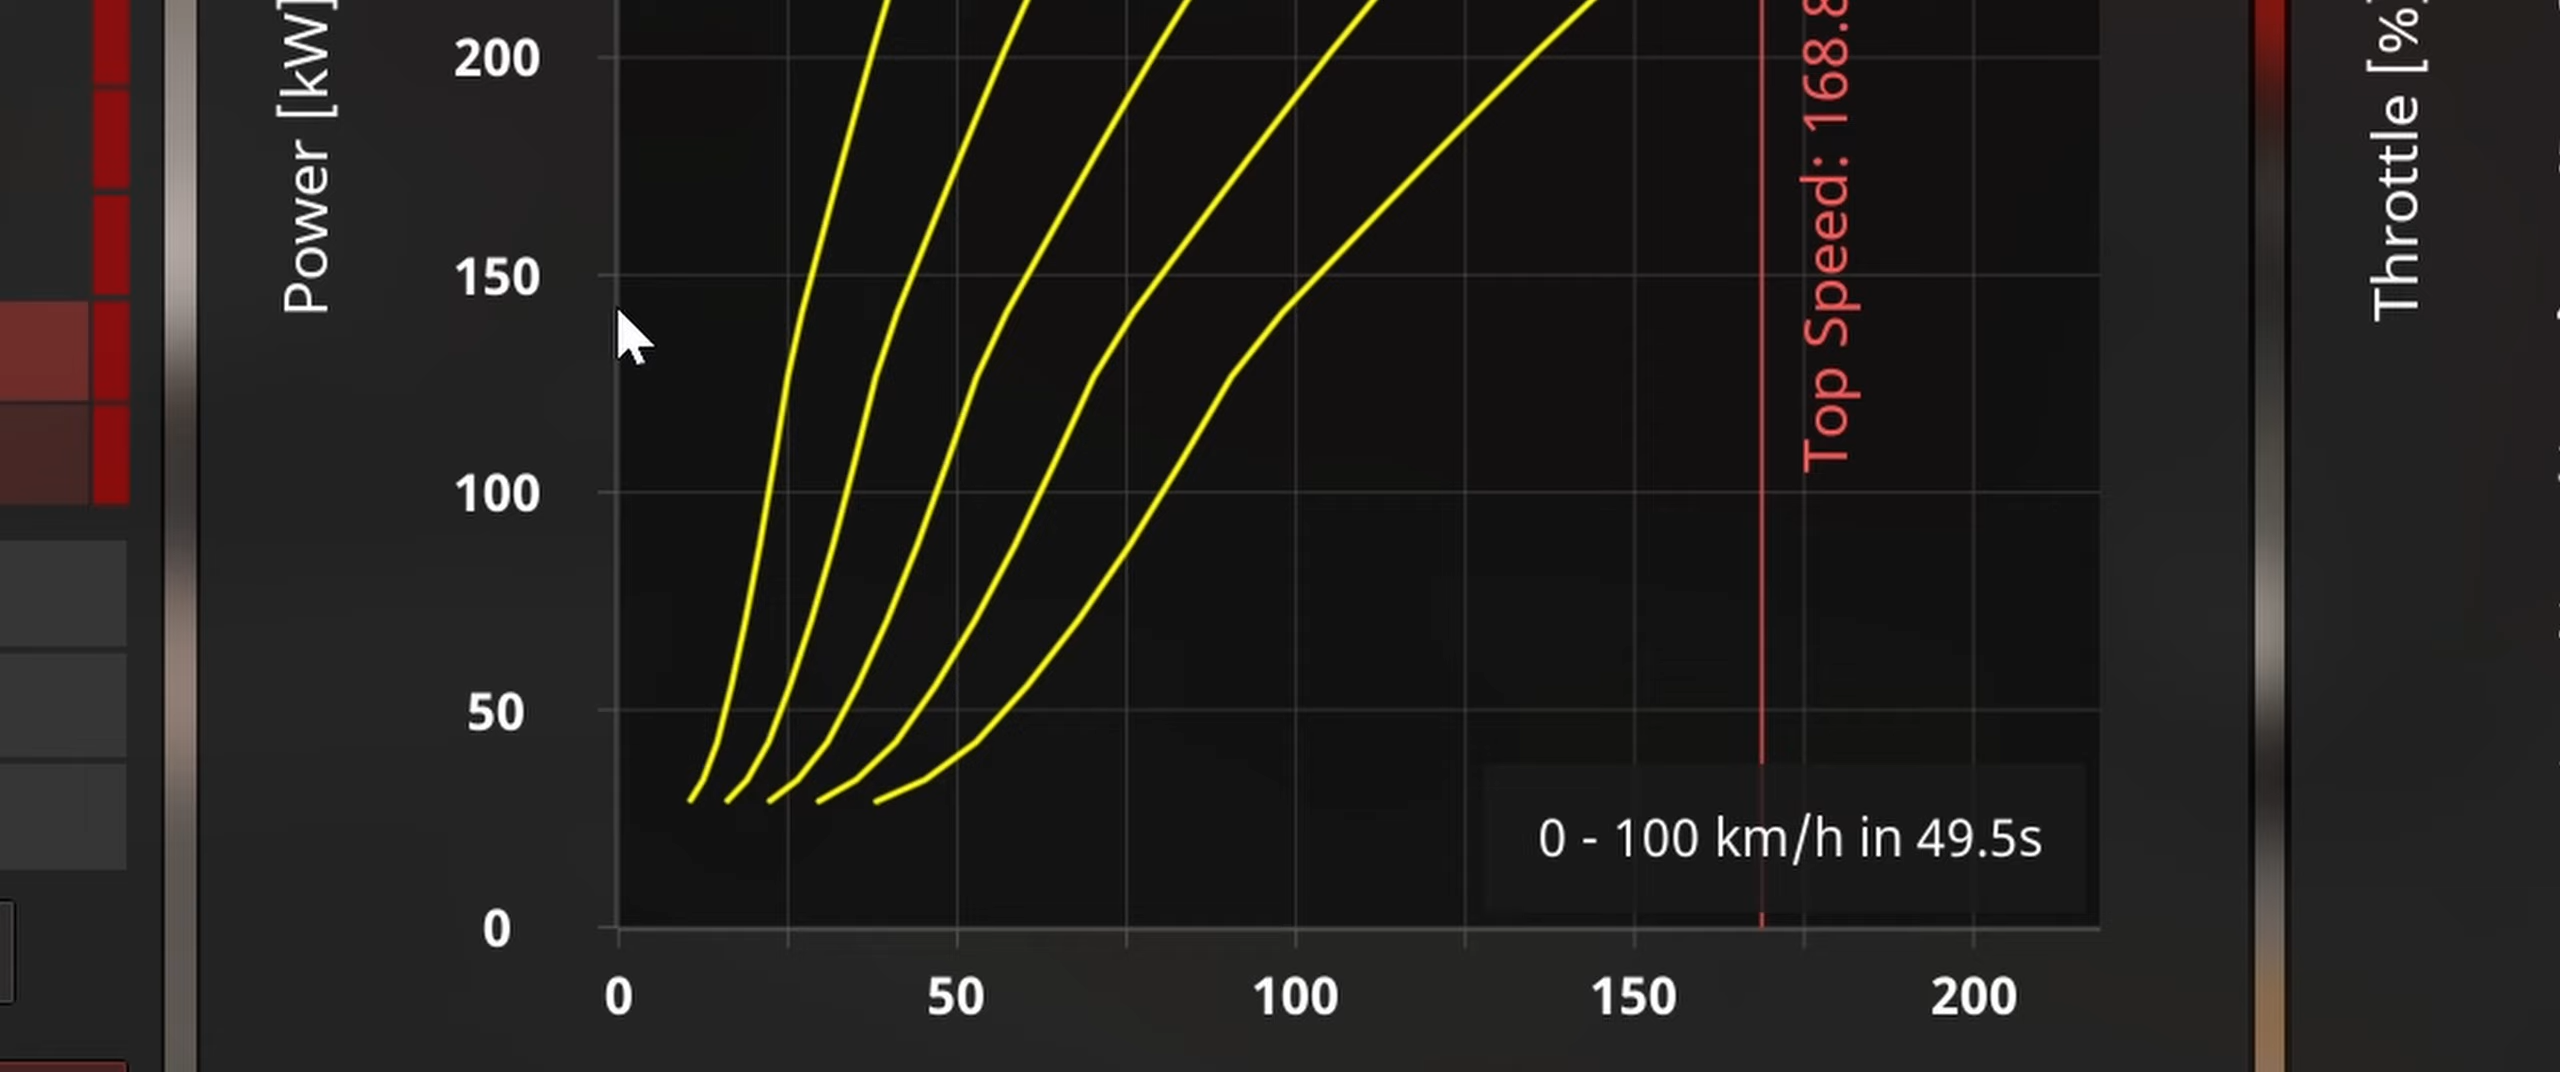 Power [kW]
200
150
100
50
0
0
50
100
150
200
Top Speed: 168.8
0 - 100 km/h in 49.5s
Throttle [%]